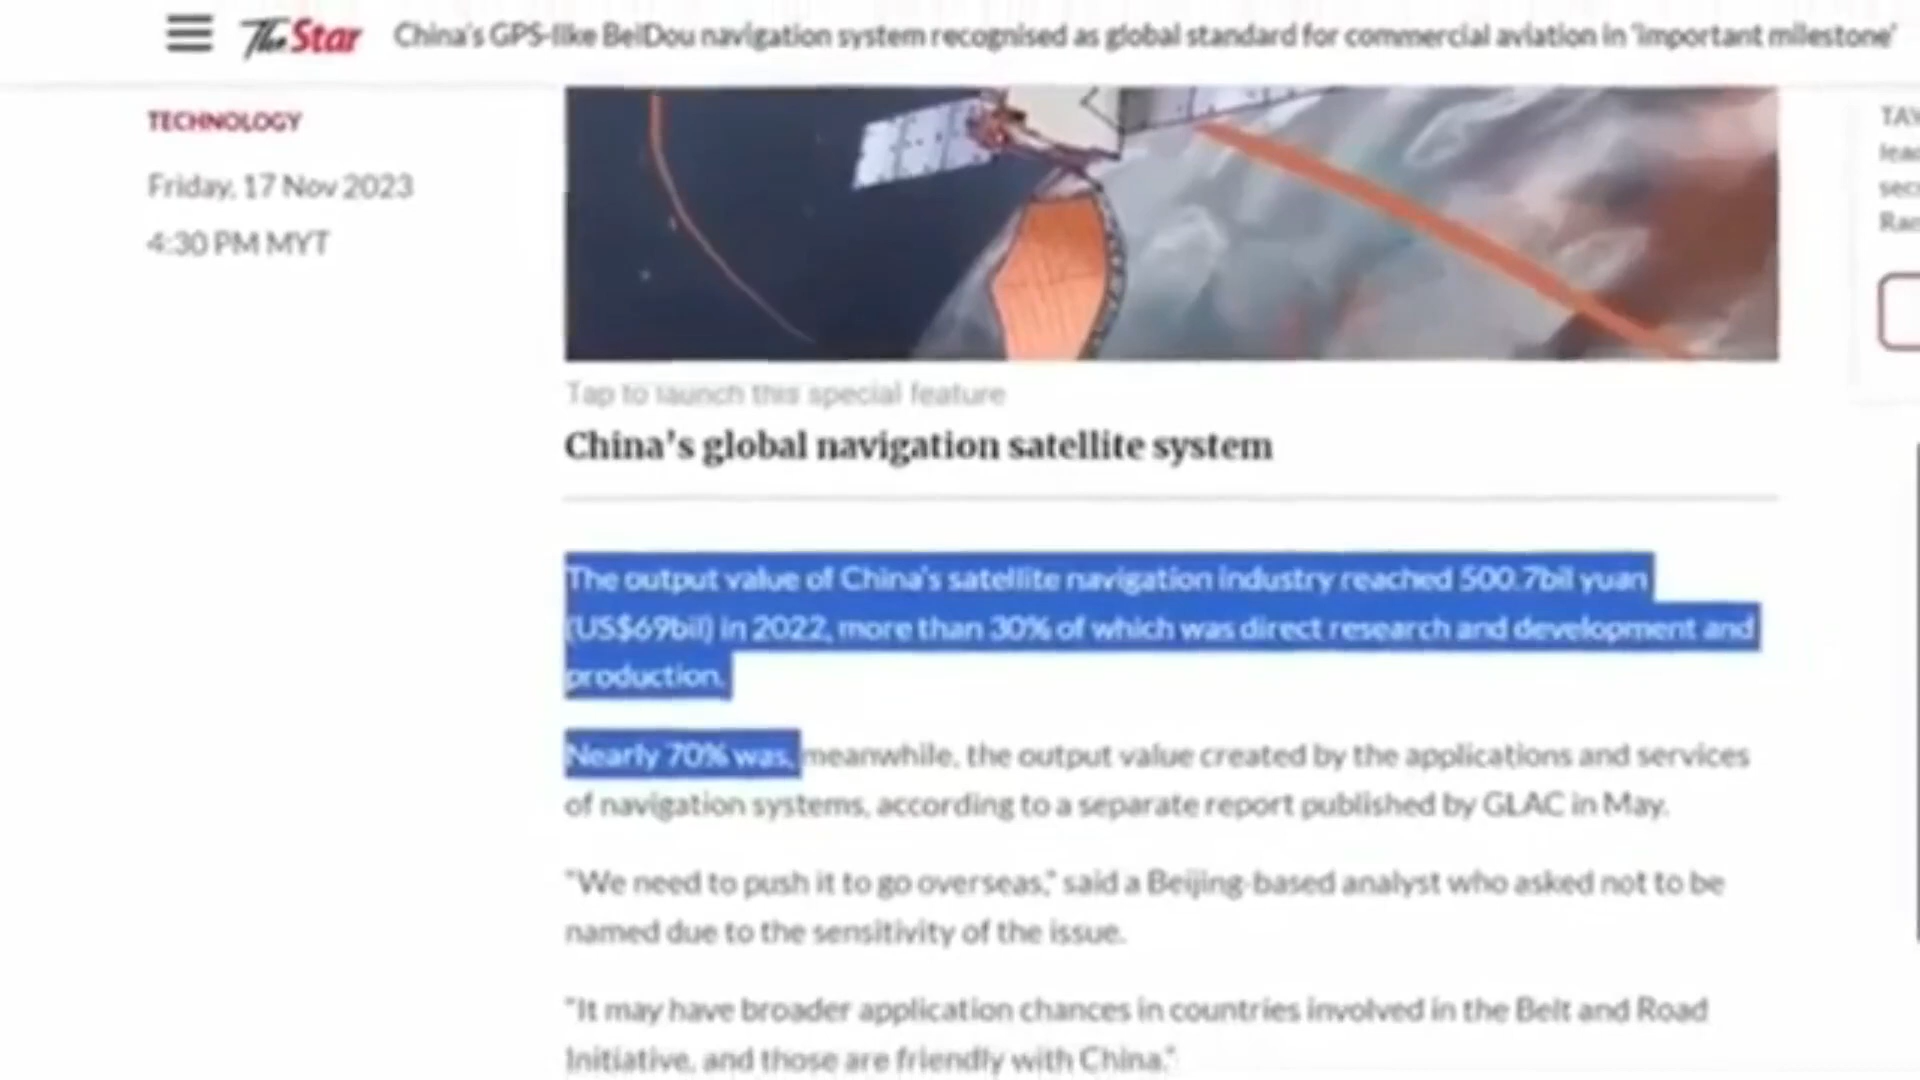 The Star China's GPS-like BeiDou navigation system recognised as global standard for commercial aviation in 'important milestone'
TECHNOLOGY
Friday, 17 Nov 2023
4:30 PM MYT
Tap to launch this special feature
China's global navigation satellite system
The output value of China's satellite navigation industry reached 500.7bil yuan
(US$69bil) in 2022, more than 30% of which was direct research and development and
production.
Nearly 70% was, meanwhile, the output value created by the applications and services
of navigation systems, according to a separate report published by GLAC in May.
"We need to push it to go overseas," said a Beijing-based analyst who asked not to be
named due to the sensitivity of the issue.
"It may have broader application chances in countries involved in the Belt and Road
Initiative, and those are friendly with China."